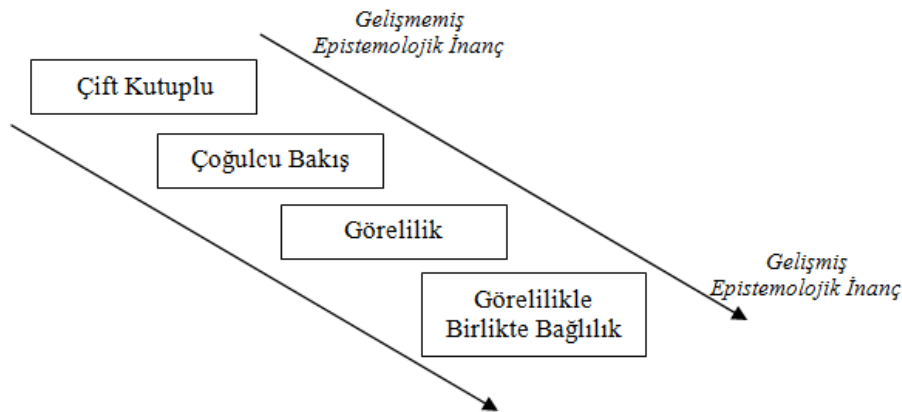 Gelişmemiş
Epistemolojik İnanç
Çift Kutuplu
Çoğulcu Bakış
Görelilik
Gelişmiş
Epistemolojik İnanç
Görelilikle
Birlikte Bağlılık